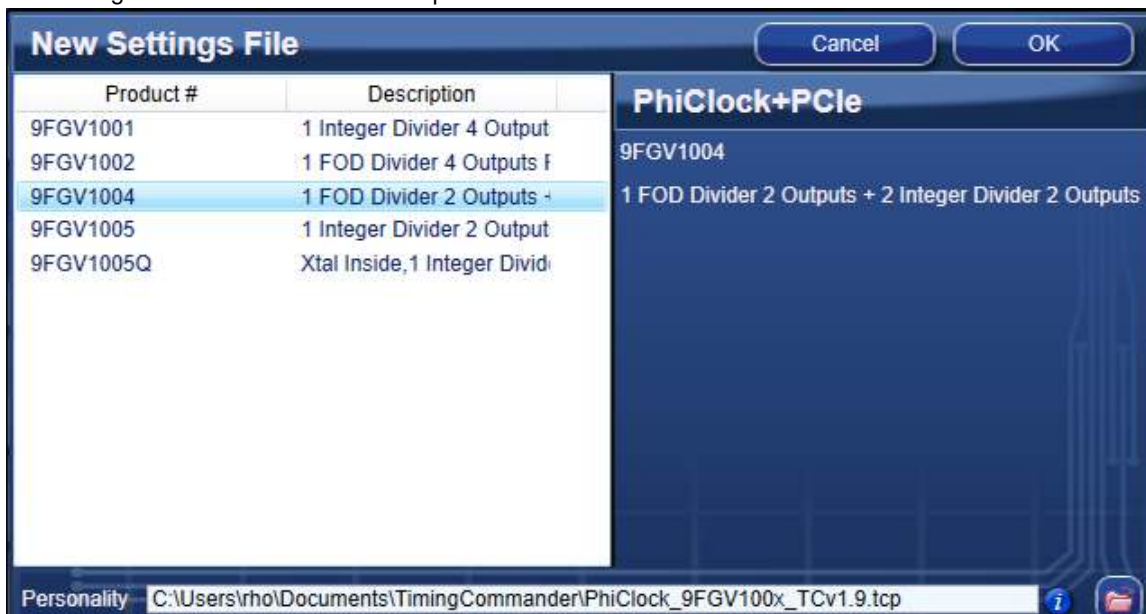 New Settings File
Cancel
OK
Product #
Description
9FGV1001 1 Integer Divider 4 Output
9FGV1002 1 FOD Divider 4 Outputs
9FGV1004 1 FOD Divider 2 Outputs
9FGV1005 1 Integer Divider 2 Output
9FGV1005Q Xtal Inside,1 Integer
PhiClock+PCIe
9FGV1004
1 FOD Divider 2 Outputs + 2 Integer Divider 2 Outputs
Personality C:\Users\rho\Documents\TimingCommander\PhiClock_9FGV100x_TCv1.9.tcp